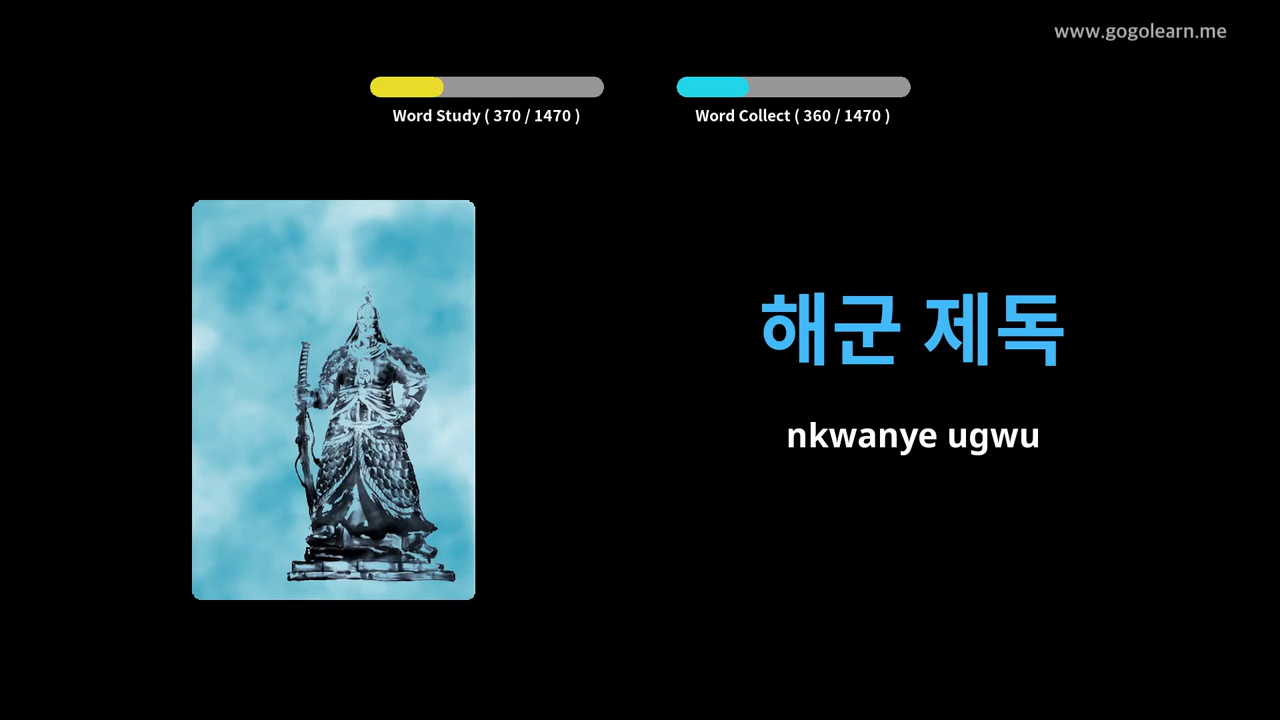 www.gogolearn.me
Word Study ( 370 / 1470 )
Word Collect ( 360 / 1470 )
해군 제독
nkwanye ugwu